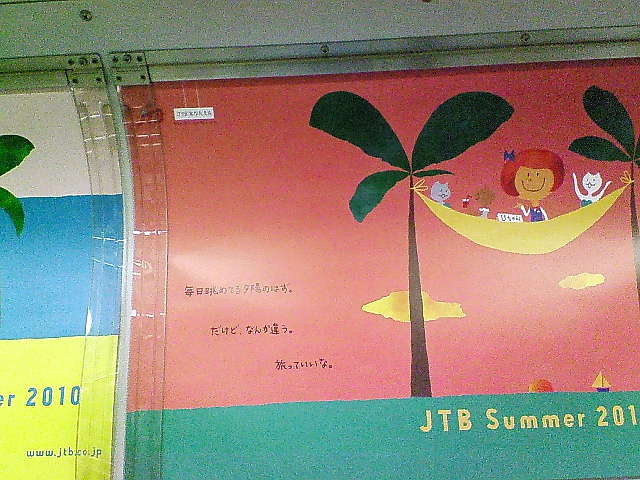 er 2010
www.jtb.co.jp
毎日眺めてる夕陽のはず。
だけど、なんか違う。
旅っていいな。
JTB Summer 201